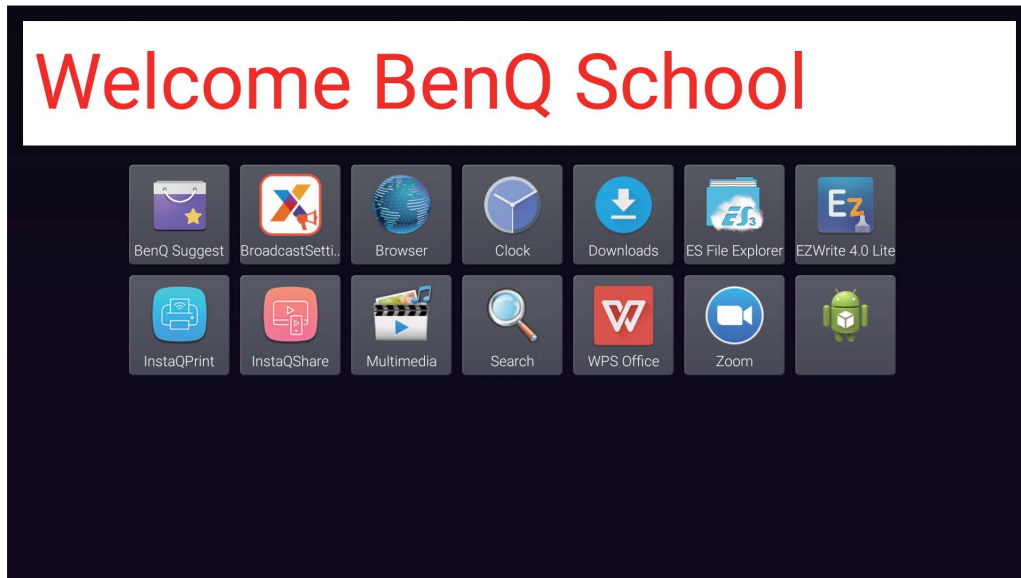 Welcome BenQ School
BenQ Suggest
BroadcastSetti..
Browser
Clock
Downloads
ES File Explorer
EZWrite 4.0 Lite
InstaQPrint
InstaQShare
Multimedia
Search
WPS Office
Zoom